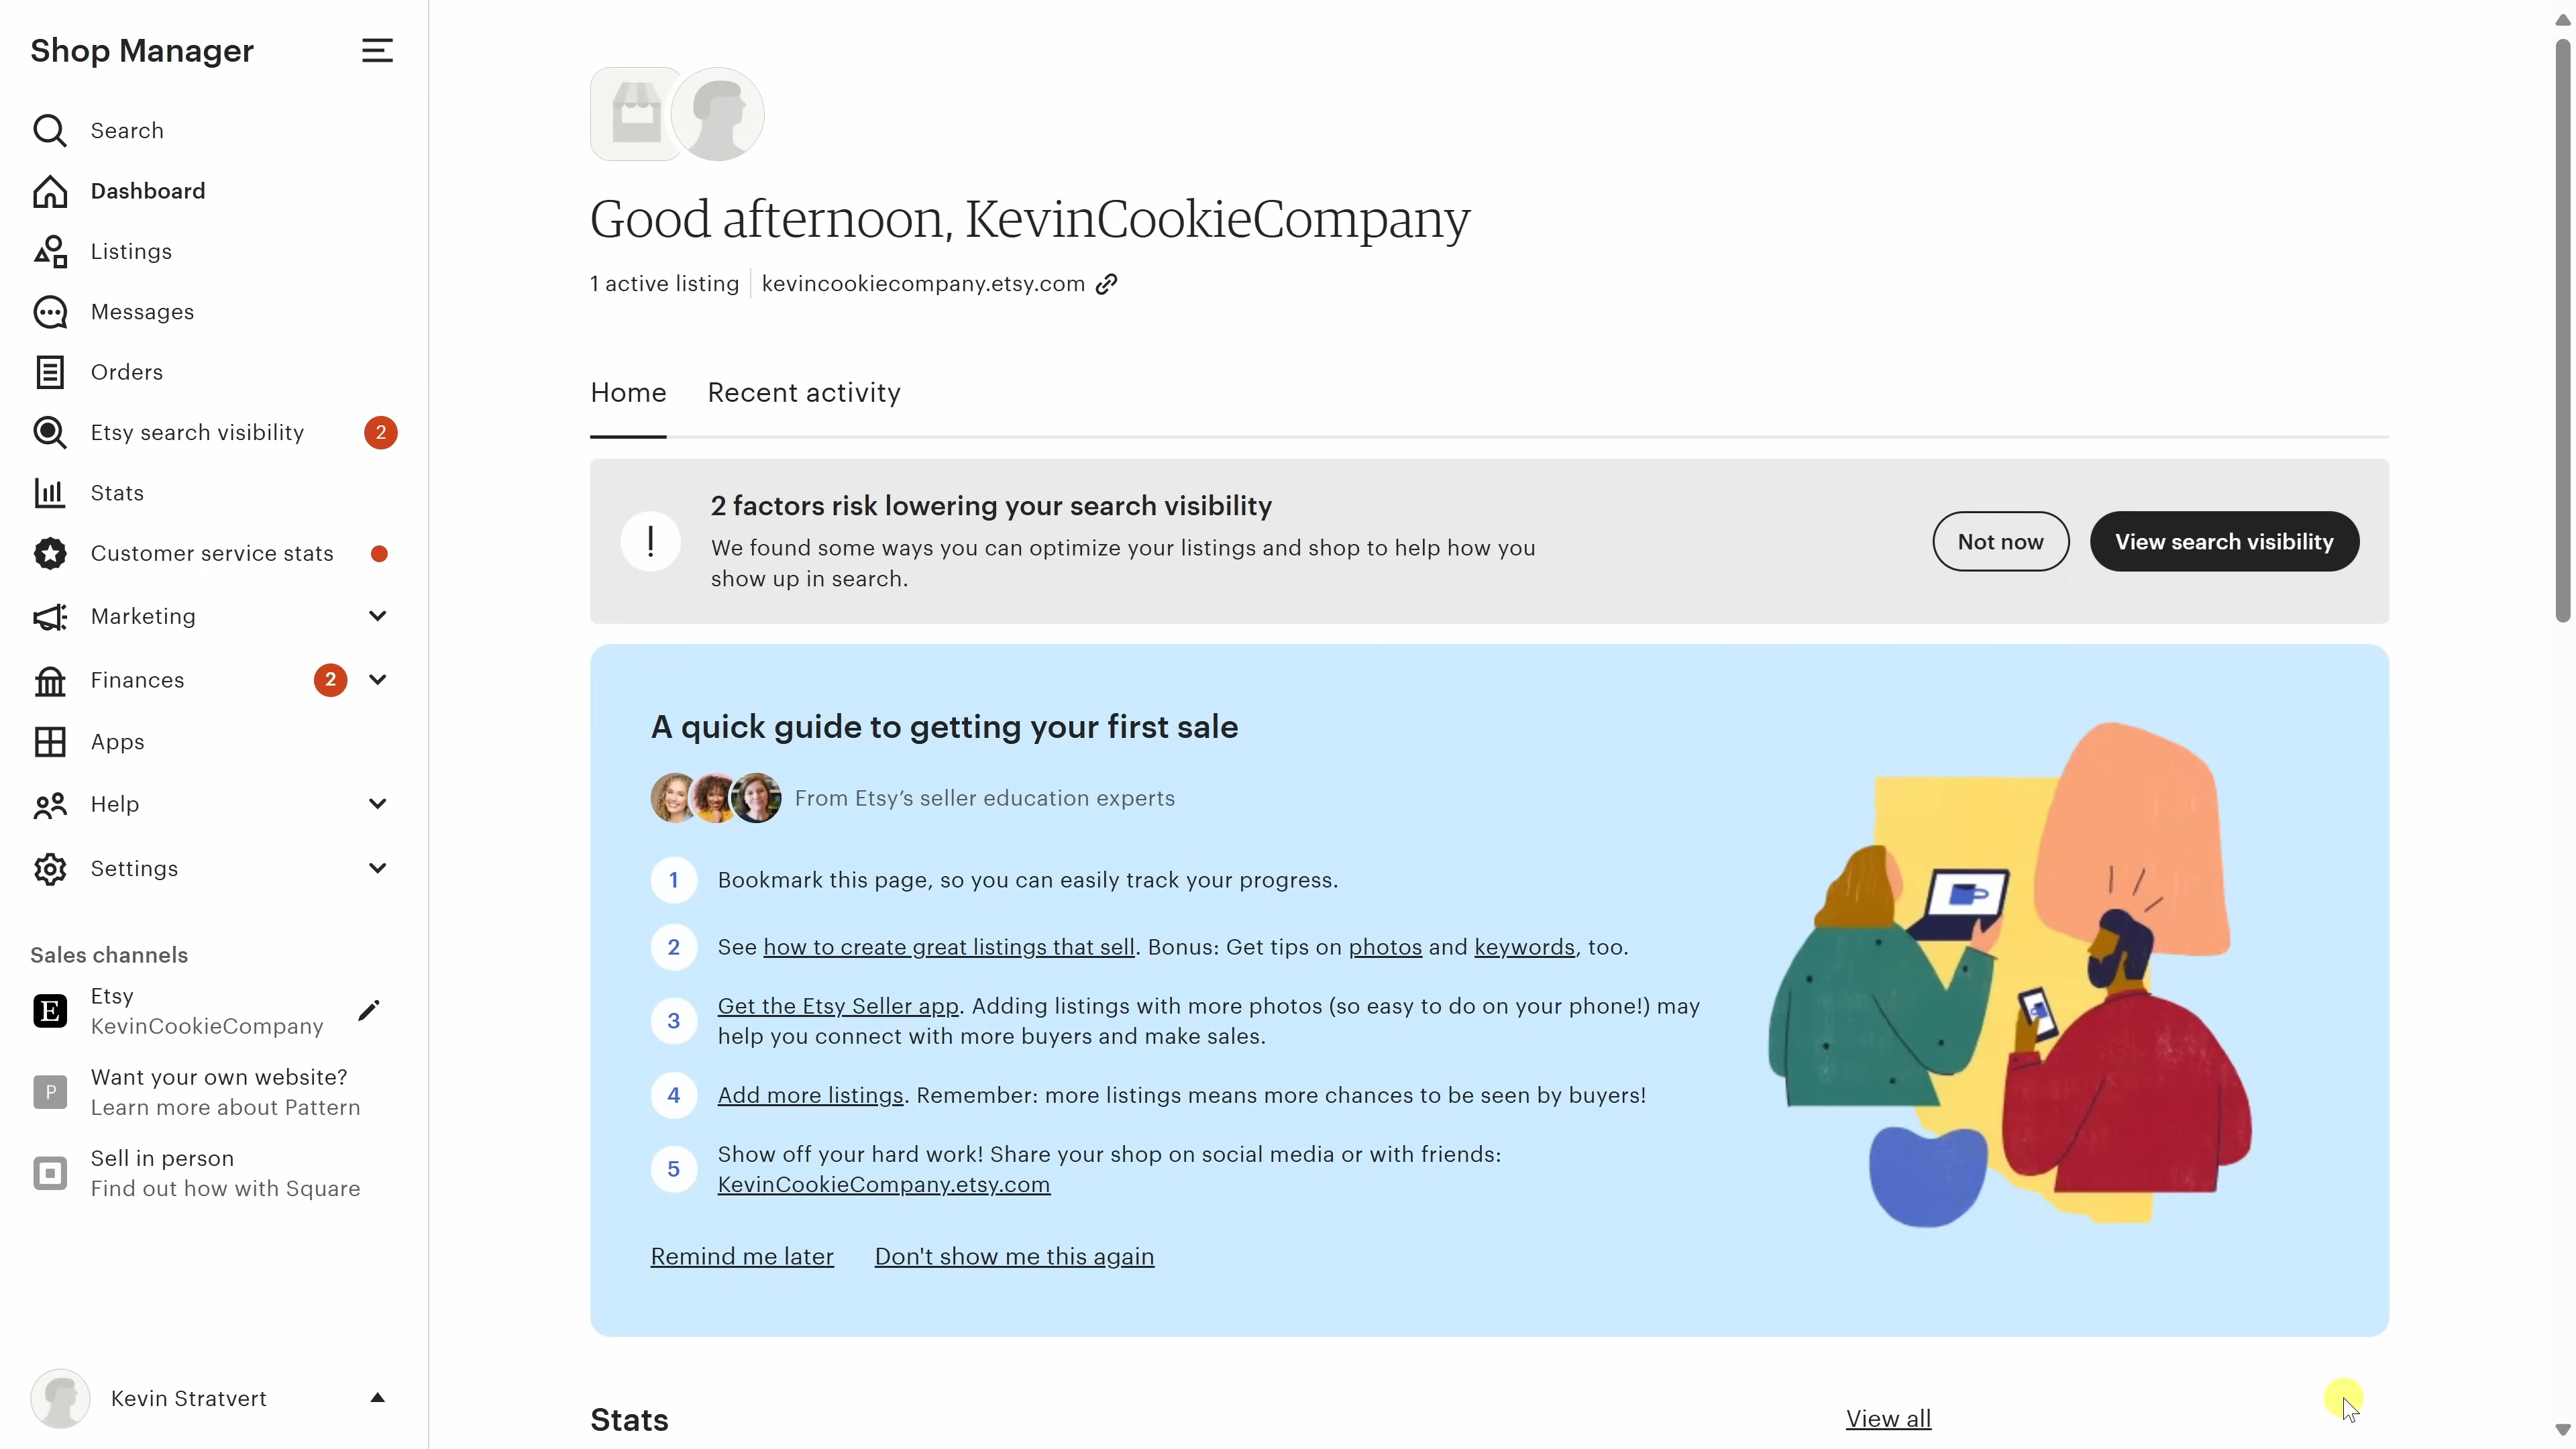 Shop Manager
Search
Dashboard
Listings
Messages
Orders
Etsy search visibility 2
Stats
Customer service stats
Marketing
Finances 2
Apps
Help
Settings
Sales channels
E Etsy
KevinCookieCompany
P Want your own website?
Learn more about Pattern
Sell in person
Find out how with Square
Kevin Stratvert
Good afternoon, KevinCookieCompany
1 active listing kevincookiecompany.etsy.com
Home Recent activity
! 2 factors risk lowering your search visibility
We found some ways you can optimize your listings and shop to help how you
show up in search.
Not now View search visibility
A quick guide to getting your first sale
From Etsy’s seller education experts
1 Bookmark this page, so you can easily track your progress.
2 See how to create great listings that sell. Bonus: Get tips on photos and keywords, too.
3 Get the Etsy Seller app. Adding listings with more photos (so easy to do on your phone!) may
help you connect with more buyers and make sales.
4 Add more listings. Remember: more listings means more chances to be seen by buyers!
5 Show off your hard work! Share your shop on social media or with friends:
KevinCookieCompany.etsy.com
Remind me later Don't show me this again
Stats View all